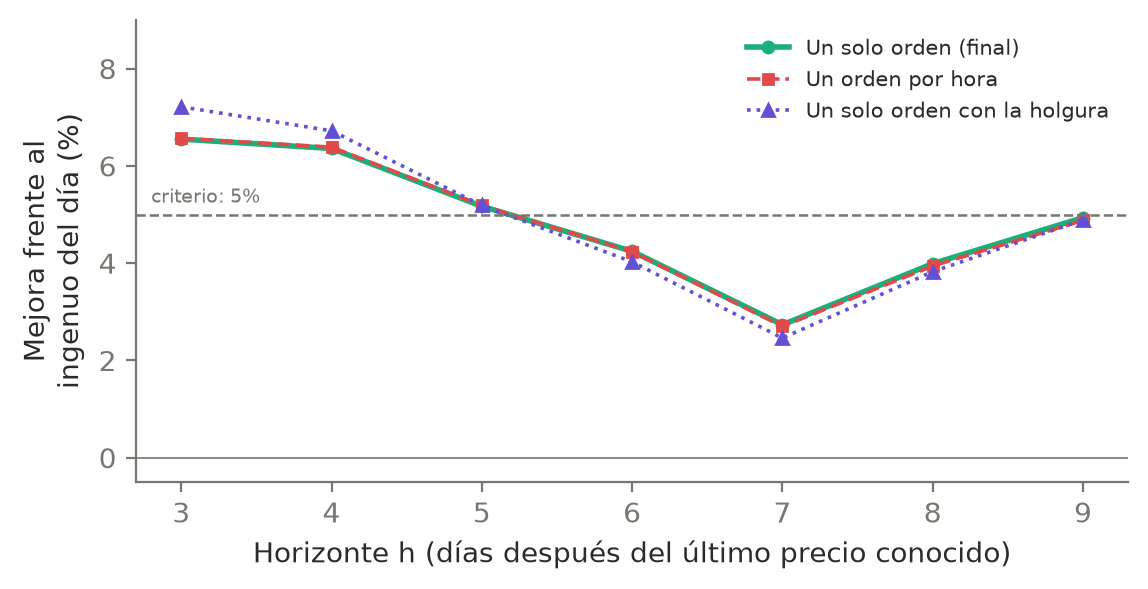 Un solo orden (final)
Un orden por hora
Un solo orden con la holgura
criterio: 5%
Mejora frente al
ingenuo del día (%)
8
6
4
2
0
3 4 5 6 7 8 9
Horizonte h (días después del último precio conocido)